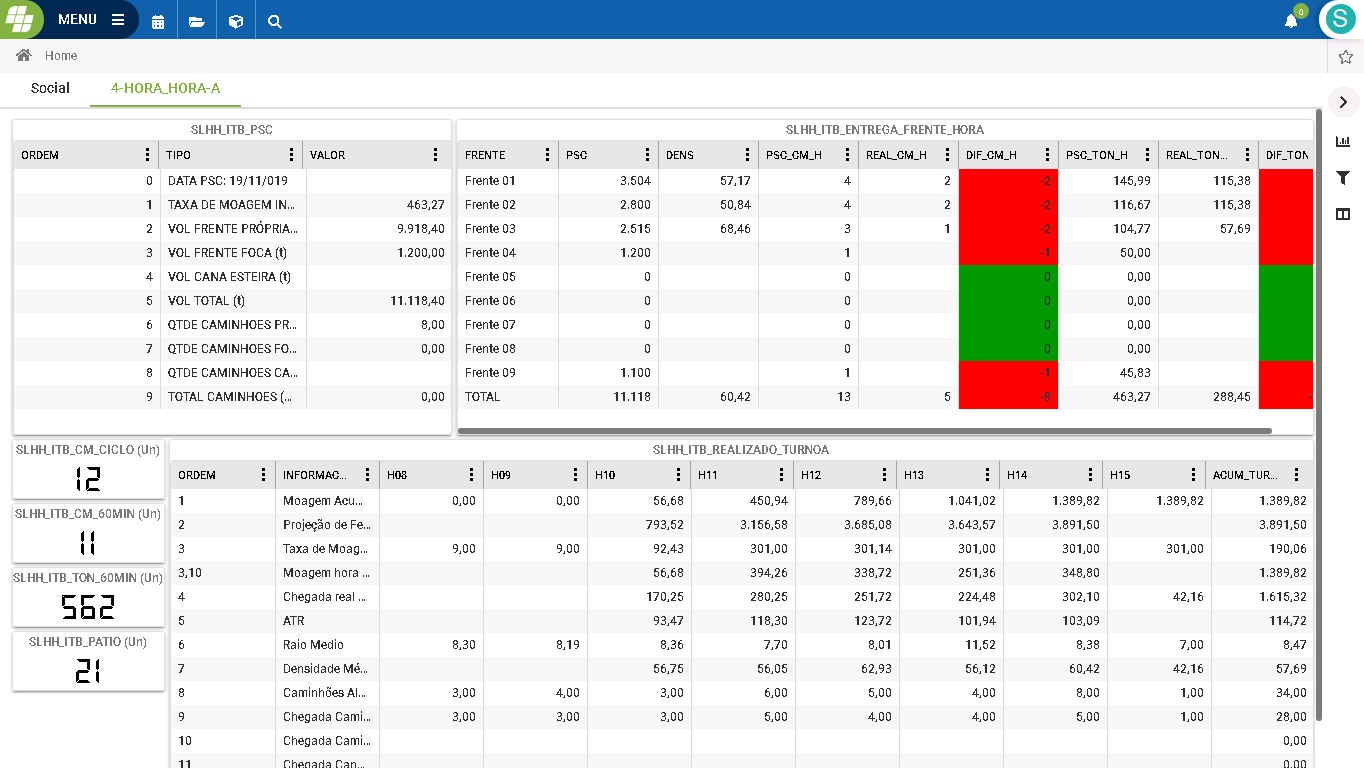 MENU
0
S
Home
Social 4-HORA_HORA-A
SLHH_ITB_PSC
ORDEM TIPO VALOR
0 DATA PSC: 19/11/019
1 TAXA DE MOAGEM IN... 463,27
2 VOL FRENTE PRÓPRIA... 9.918,40
3 VOL FRENTE FOCA (t) 1.200,00
4 VOL CANA ESTEIRA (t)
5 VOL TOTAL (t) 11.118,40
6 QTDE CAMINHOES PR... 8,00
7 QTDE CAMINHOES FO... 0,00
8 QTDE CAMINHOES CA...
9 TOTAL CAMINHOES (... 0,00
SLHH_ITB_ENTREGA_FRENTE_HORA
FRENTE PSC DENS PSC_CM_H REAL_CM_H DIF_CM_H PSC_TON_H REAL_TON... DIF_TON
Frente 01 3.504 57,17 4 2 -2 145,99 115,38
Frente 02 2.800 50,84 4 2 -2 116,67 115,38
Frente 03 2.515 68,46 3 1 -2 104,77 57,69
Frente 04 1.200 1 -1 50,00
Frente 05 0 0 0 0,00
Frente 06 0 0 0 0,00
Frente 07 0 0 0 0,00
Frente 08 0 0 0 0,00
Frente 09 1.100 1 -1 45,83
TOTAL 11.118 60,42 13 5 -8 463,27 288,45
SLHH_ITB_CM_CICLO (Un)
12
SLHH_ITB_CM_60MIN (Un)
11
SLHH_ITB_TON_60MIN (Un)
562
SLHH_ITB_PATIO (Un)
21
SLHH_ITB_REALIZADO_TURNOA
ORDEM INFORMAC... H08 H09 H10 H11 H12 H13 H14 H15 AGUM_TUR...
1 Moagem Acu... 0,00 0,00 56,68 450,94 789,66 1.041,02 1.389,82 1.389,82 1.389,82
2 Projeção de Fe... 793,52 3.156,58 3.685,08 3.643,57 3.891,50 3.891,50
3 Taxa de Moag... 9,00 9,00 92,43 301,00 301,14 301,00 301,00 301,00 190,06
3,10 Moagem hora ... 56,68 394,26 338,72 251,36 348,80 1.389,82
4 Chegada real ... 170,25 280,25 251,72 224,48 302,10 42,16 1.615,32
5 ATR 93,47 118,30 123,72 101,94 103,09 114,72
6 Raio Medio 8,30 8,19 8,36 7,70 8,01 11,52 8,38 7,00 8,47
7 Densidade Mé... 56,75 56,05 62,93 56,12 60,42 42,16 57,69
8 Caminhões Al... 3,00 4,00 3,00 6,00 5,00 4,00 8,00 1,00 34,00
9 Chegada Cami... 3,00 3,00 3,00 5,00 4,00 4,00 5,00 1,00 28,00
10 Chegada Cami... 0,00
11 Chegada Can... 0,00